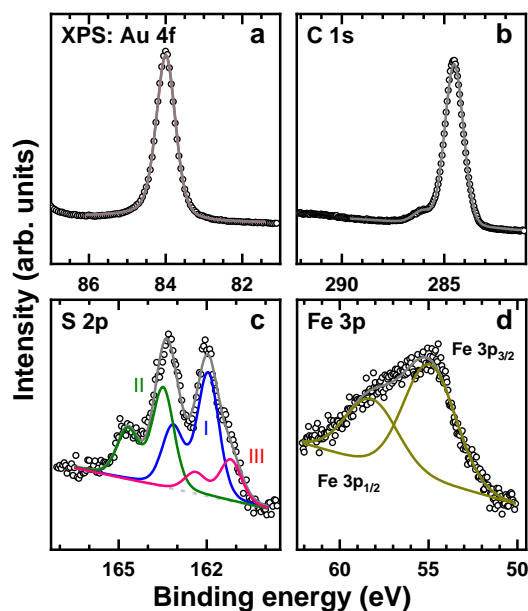 XPS: Au 4f
a
C 1s
b
86
84
82
290
285
S 2p
c
II
I
III
165
162
Fe 3p
d
Fe 3p3/2
Fe 3p1/2
60
55
50
Intensity (arb. units)
Binding energy (eV)